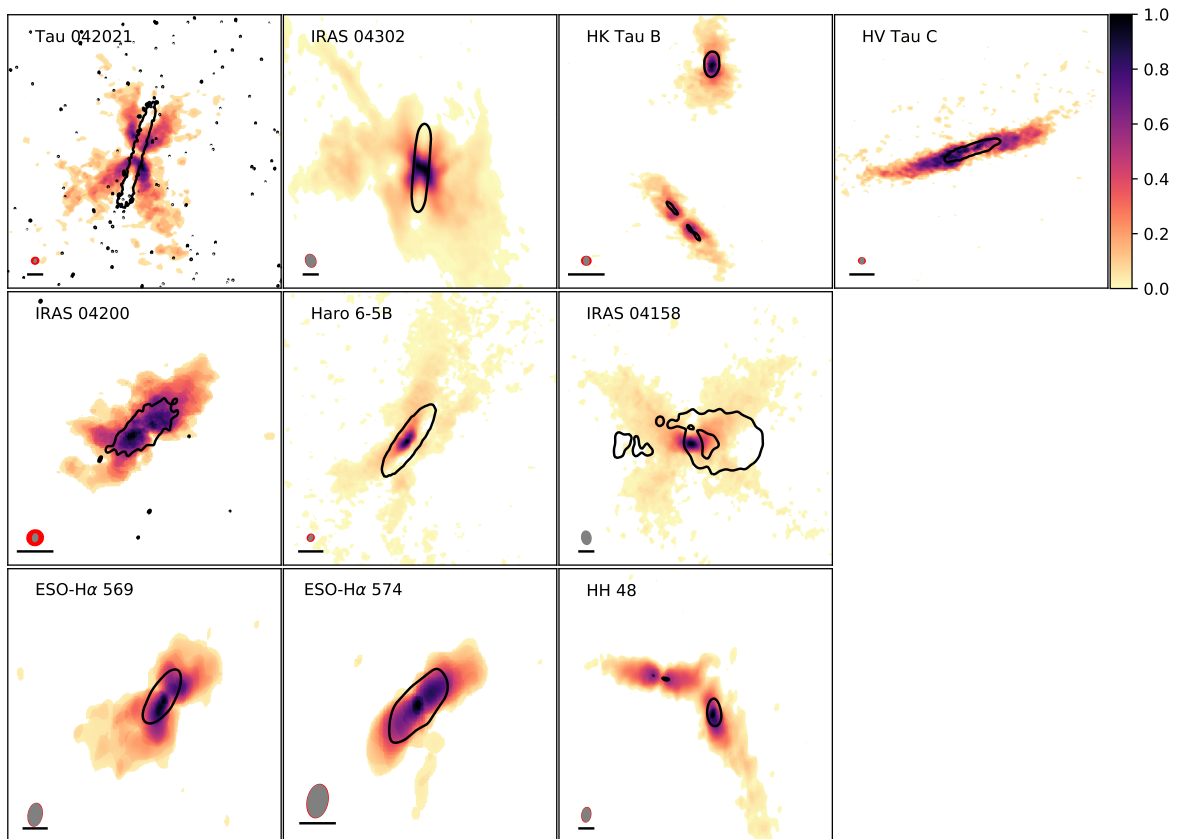 Tau 042021
IRAS 04302
HK Tau B
HV Tau C
1.0
0.8
0.6
0.4
0.2
0.0
IRAS 04200
Haro 6-5B
IRAS 04158
ESO-Hα 569
ESO-Hα 574
HH 48